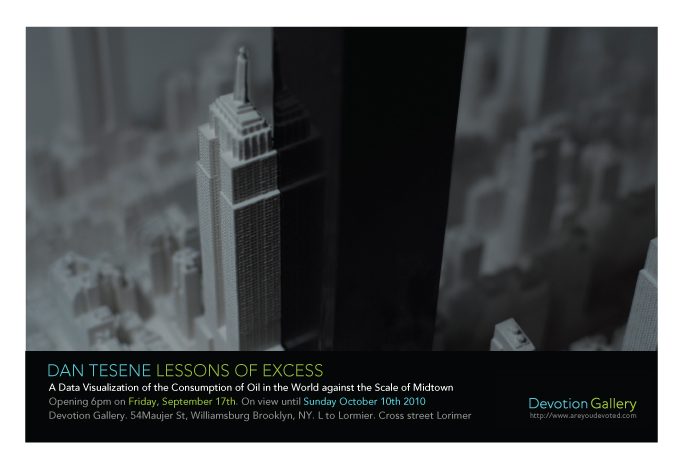 DAN TESENE LESSONS OF EXCESS
A Data Visualization of the Consumption of Oil in the World against the Scale of Midtown
Opening 6pm on Friday, September 17th. On view until Sunday October 10th 2010
Devotion Gallery. 54Maujer St, Williamsburg Brooklyn, NY. L to Lormier. Cross street Lorimer
Devotion Gallery
http://www.areyoudevoted.com